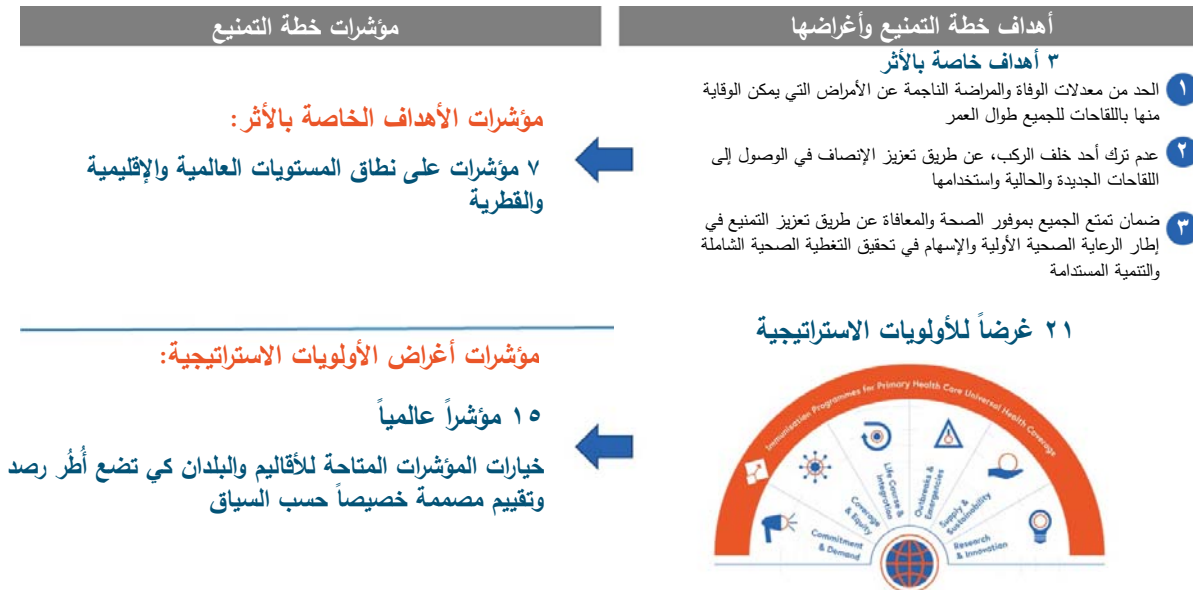 أهداف خطة التمنيع وأغراضها
٣ أهداف خاصة بالأثر
١ الحد من معدلات الوفاة والمراضة الناجمة عن الأمراض التي يمكن الوقاية
منها باللقاحات للجميع طوال العمر
٢ عدم ترك أحد خلف الركب، عن طريق تعزيز الإنصاف في الوصول إلى
اللقاحات الجديدة والحالية واستخدامها
٣ ضمان تمتع الجميع بموفور الصحة والمعافاة عن طريق تعزيز التمنيع في
إطار الرعاية الصحية الأولية والإسهام في تحقيق التغطية الصحية الشاملة
والتنمية المستدامة
٢١ غرضاً للأولويات الاستراتيجية
Immunisation Programmes for Primary Health Care Universal Health Coverage
Commitment
& Demand
Coverage
& Equity
Life Course &
Integration
Outbreaks &
Emergencies
Supply &
Sustainability
Research
& Innovation
مؤشرات خطة التمنيع
مؤشرات الأهداف الخاصة بالأثر:
٧ مؤشرات على نطاق المستويات العالمية والإقليمية
والقطرية
مؤشرات أغراض الأولويات الاستراتيجية:
١٥ مؤشراً عالمياً
خيارات المؤشرات المتاحة للأقاليم والبلدان كي تضع أُطُر رصد
وتقييم مصممة خصيصاً حسب السياق